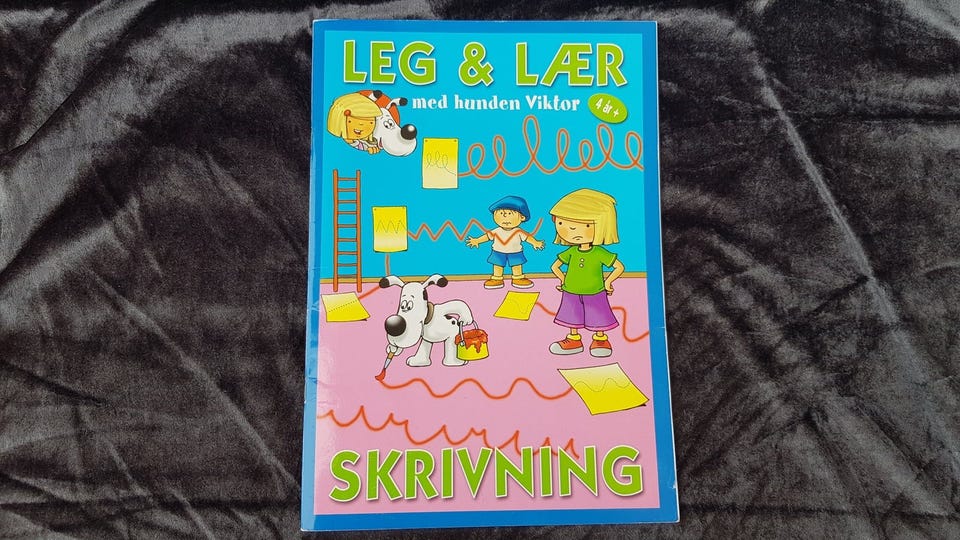 LEG & LÆR
med hunden Viktor
4 år +
SKRIVNING